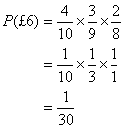 P(£6) = 4/10 × 3/9 × 2/8
= 1/10 × 1/3 × 1/1
= 1/30